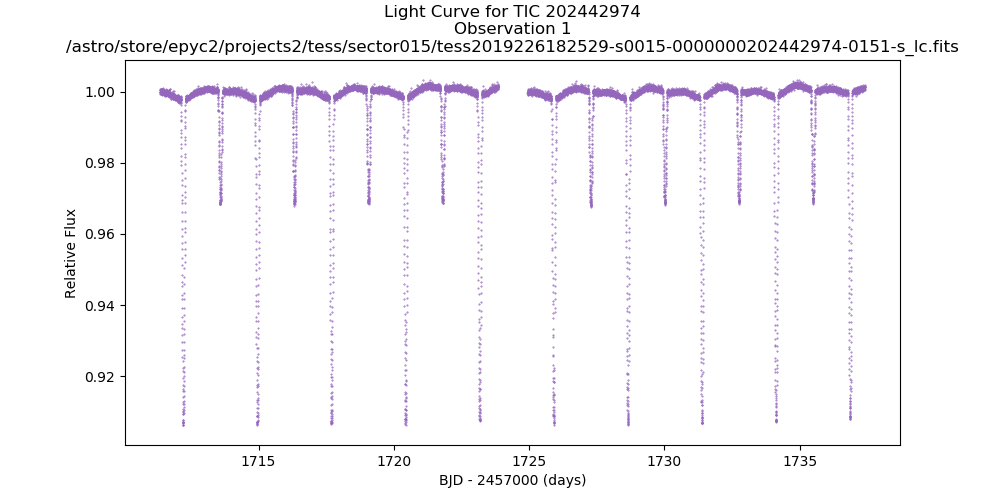 Light Curve for TIC 202442974
Observation 1
/astro/store/epyc2/projects2/tess/sector015/tess2019226182529-s0015-0000000202442974-0151-s_lc.fits
1.00
0.98
0.96
0.94
0.92
Relative Flux
1715
1720
1725
1730
1735
BJD - 2457000 (days)